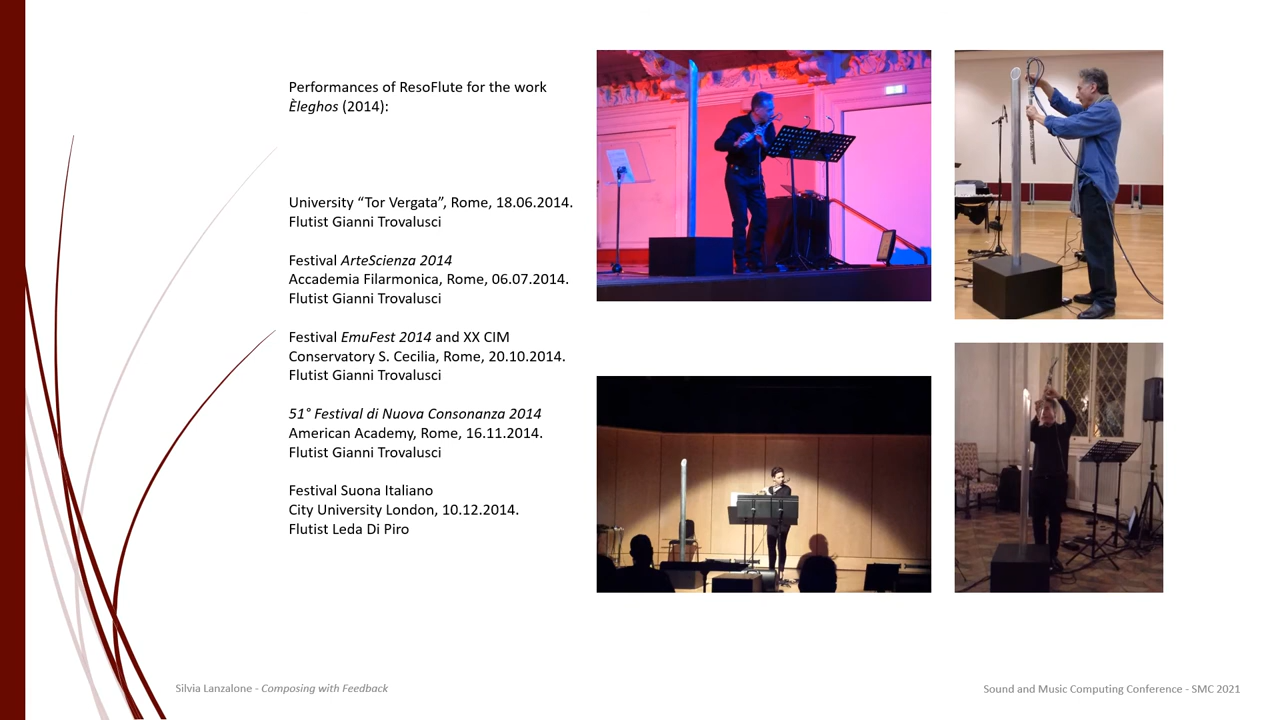 Performances of ResoFlute for the work
Èleghos (2014):
University “Tor Vergata”, Rome, 18.06.2014.
Flutist Gianni Trovalusci
Festival ArteScienza 2014
Accademia Filarmonica, Rome, 06.07.2014.
Flutist Gianni Trovalusci
Festival EmuFest 2014 and XX CIM
Conservatory S. Cecilia, Rome, 20.10.2014.
Flutist Gianni Trovalusci
51° Festival di Nuova Consonanza 2014
American Academy, Rome, 16.11.2014.
Flutist Gianni Trovalusci
Festival Suona Italiano
City University London, 10.12.2014.
Flutist Leda Di Piro
Silvia Lanzalone - Composing with Feedback
Sound and Music Computing Conference - SMC 2021